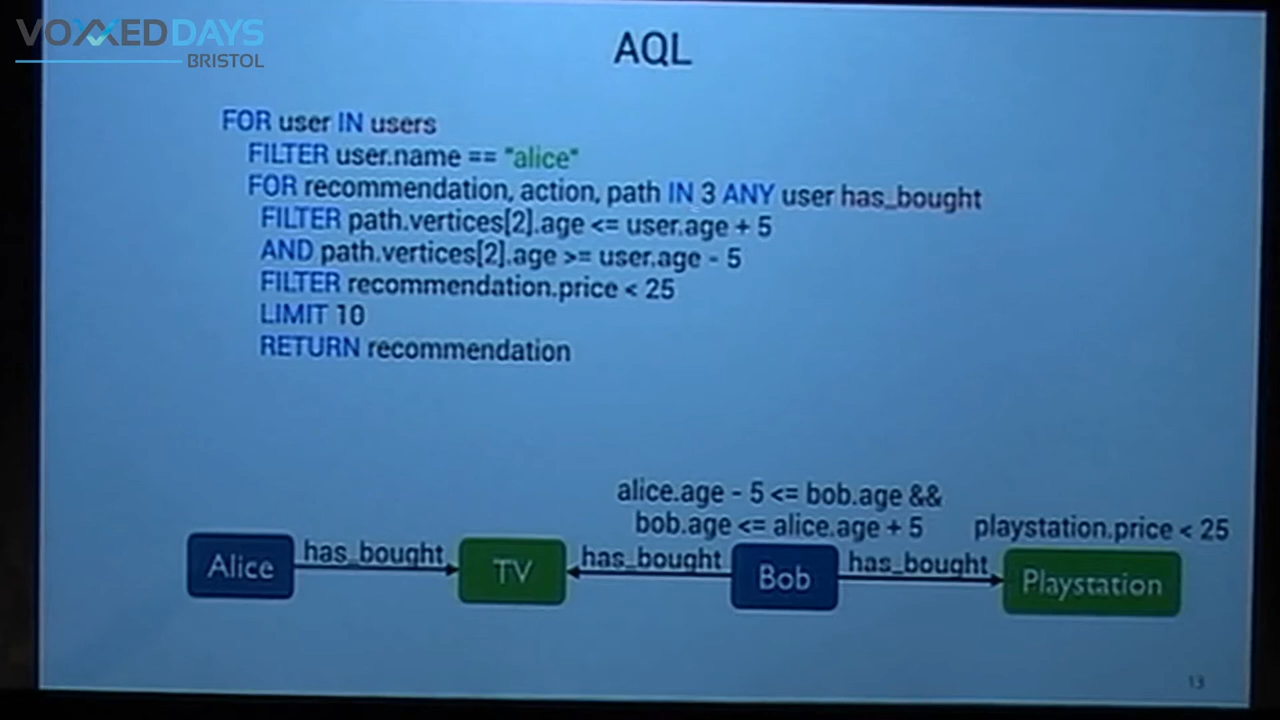 VOXXED DAYS
BRISTOL
AQL
FOR user IN users
FILTER user.name == "alice"
FOR recommendation, action, path IN 3 ANY user has_bought
FILTER path.vertices[2].age <= user.age + 5
AND path.vertices[2].age >= user.age - 5
FILTER recommendation.price < 25
LIMIT 10
RETURN recommendation
alice.age - 5 <= bob.age &&
bob.age <= alice.age + 5
playstation.price < 25
Alice
has_bought
TV
has_bought
Bob
has_bought
Playstation
13